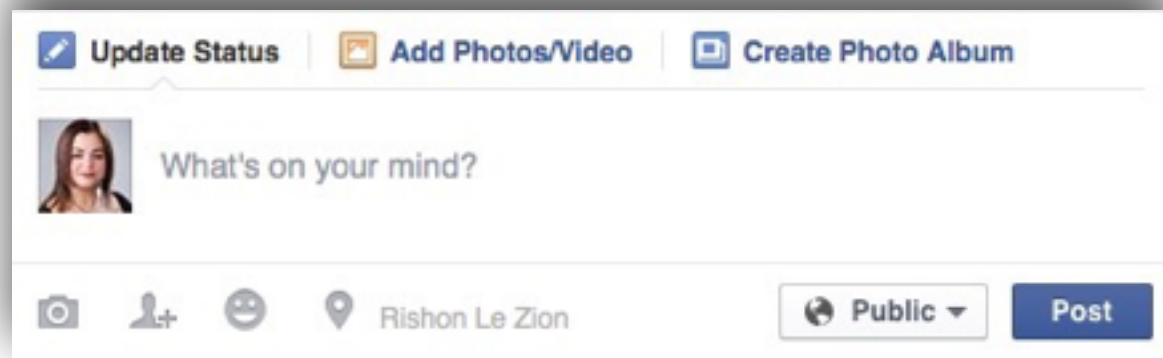 Update Status Add Photos/Video Create Photo Album
What's on your mind?
Rishon Le Zion Public Post